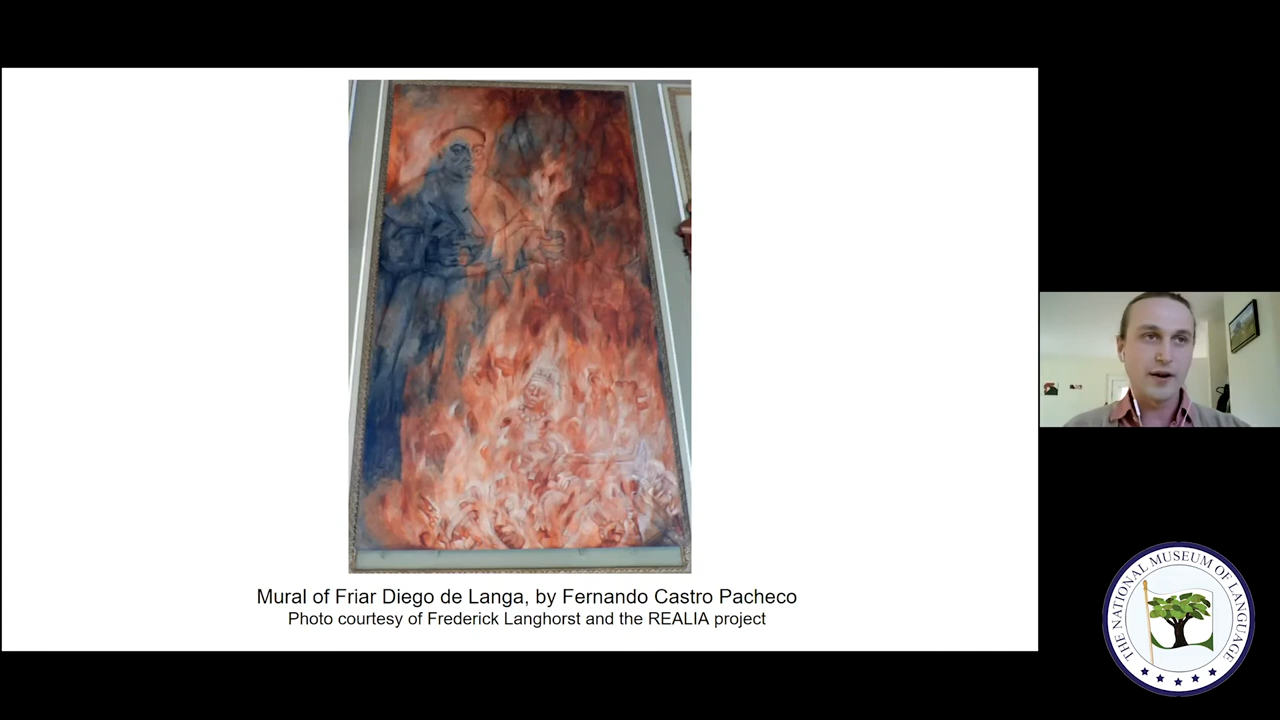 Mural of Friar Diego de Langa, by Fernando Castro Pacheco
Photo courtesy of Frederick Langhorst and the REALIA project
THE NATIONAL MUSEUM OF LANGUAGE